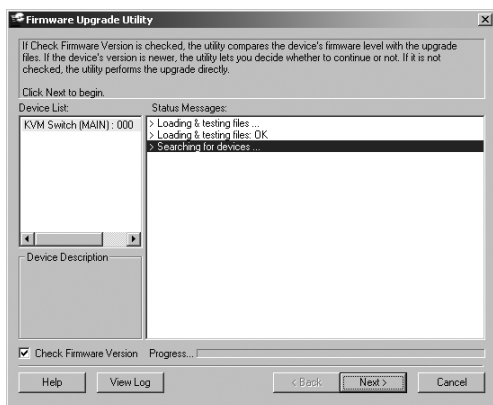 Firmware Upgrade Utility
If Check Firmware Version is checked, the utility compares the device's firmware level with the upgrade
files. If the device's version is newer, the utility lets you decide whether to continue or not. If it is not
checked, the utility performs the upgrade directly.
Click Next to begin.
Device List:
Status Messages:
KVM Switch (MAIN) : 000
> Loading & testing files ...
> Loading & testing files: OK
> Searching for devices ...
Device Description
Check Firmware Version
Progress...
Help
View Log
< Back
Next >
Cancel